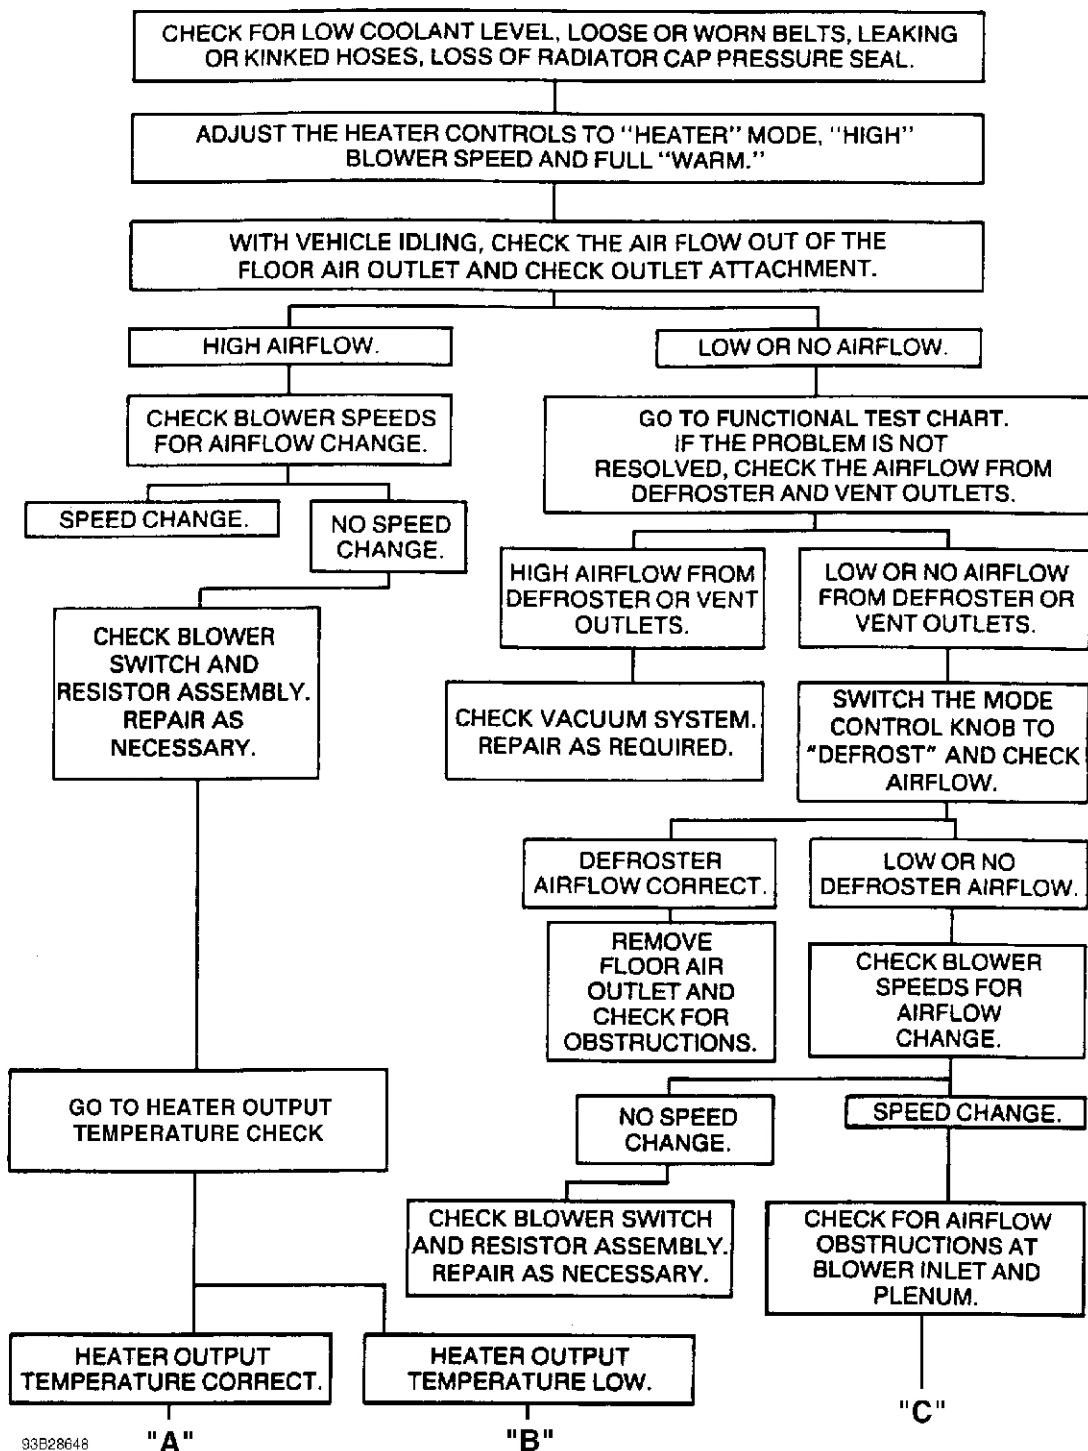 CHECK FOR LOW COOLANT LEVEL, LOOSE OR WORN BELTS, LEAKING
OR KINKED HOSES, LOSS OF RADIATOR CAP PRESSURE SEAL.
ADJUST THE HEATER CONTROLS TO "HEATER" MODE, "HIGH"
BLOWER SPEED AND FULL "WARM."
WITH VEHICLE IDLING, CHECK THE AIR FLOW OUT OF THE
FLOOR AIR OUTLET AND CHECK OUTLET ATTACHMENT.
HIGH AIRFLOW.
LOW OR NO AIRFLOW.
CHECK BLOWER SPEEDS
FOR AIRFLOW CHANGE.
GO TO FUNCTIONAL TEST CHART.
IF THE PROBLEM IS NOT
RESOLVED, CHECK THE AIRFLOW FROM
DEFROSTER AND VENT OUTLETS.
SPEED CHANGE.
NO SPEED
CHANGE.
HIGH AIRFLOW FROM
DEFROSTER OR VENT
OUTLETS.
LOW OR NO AIRFLOW
FROM DEFROSTER OR
VENT OUTLETS.
CHECK BLOWER
SWITCH AND
RESISTOR ASSEMBLY.
REPAIR AS
NECESSARY.
CHECK VACUUM SYSTEM.
REPAIR AS REQUIRED.
SWITCH THE MODE
CONTROL KNOB TO
"DEFROST" AND CHECK
AIRFLOW.
DEFROSTER
AIRFLOW CORRECT.
LOW OR NO
DEFROSTER AIRFLOW.
REMOVE
FLOOR AIR
OUTLET AND
CHECK FOR
OBSTRUCTIONS.
CHECK BLOWER
SPEEDS FOR
AIRFLOW
CHANGE.
GO TO HEATER OUTPUT
TEMPERATURE CHECK
NO SPEED
CHANGE.
SPEED CHANGE.
CHECK BLOWER SWITCH
AND RESISTOR ASSEMBLY.
REPAIR AS NECESSARY.
CHECK FOR AIRFLOW
OBSTRUCTIONS AT
BLOWER INLET AND
PLENUM.
HEATER OUTPUT
TEMPERATURE CORRECT.
HEATER OUTPUT
TEMPERATURE LOW.
"A"
"B"
"C"
93B28648